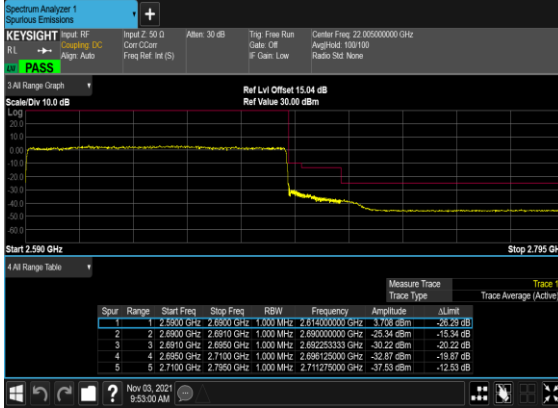 Spectrum Analyzer 1
Spurious Emissions
+
KEYSIGHT Input: RF Input Z: 50 Ω Atten: 30 dB Trig: Free Run Center Freq: 22.005000000 GHz
RL Coupling: DC Corr CCorr Gate: Off Avg|Hold: 100/100
Align: Auto Freq Ref: Int (S) IF Gain: Low Radio Std: None
PASS
3.All Range Graph Ref Lvl Offset 15.04 dB
Scale/Div 10.0 dB Ref Value 30.00 dBm
Log
20.0
10.0
0.00
-10.0
-20.0
-30.0
-40.0
-50.0
-60.0
Start 2.590 GHz Stop 2.795 GH
4.All Range Table
Measure Trace Trace 1
Trace Type Trace Average (Active)
Spur Range Start Freq Stop Freq RBW Frequency Amplitude ΔLimit
1 1 2.5900 GHz 2.6900 GHz 1.000 MHz 2.614000000 GHz 3.708 dBm -26.29 dB
2 2 2.6900 GHz 2.6910 GHz 1.000 MHz 2.690000000 GHz -25.34 dBm -15.34 dB
3 3 2.6910 GHz 2.6950 GHz 1.000 MHz 2.692253333 GHz -30.22 dBm -20.22 dB
4 4 2.6950 GHz 2.7100 GHz 1.000 MHz 2.696125000 GHz -32.87 dBm -19.87 dB
5 5 2.7100 GHz 2.7950 GHz 1.000 MHz 2.711275000 GHz -37.53 dBm -12.53 dB
? Nov 03, 2021
9:53:00 AM